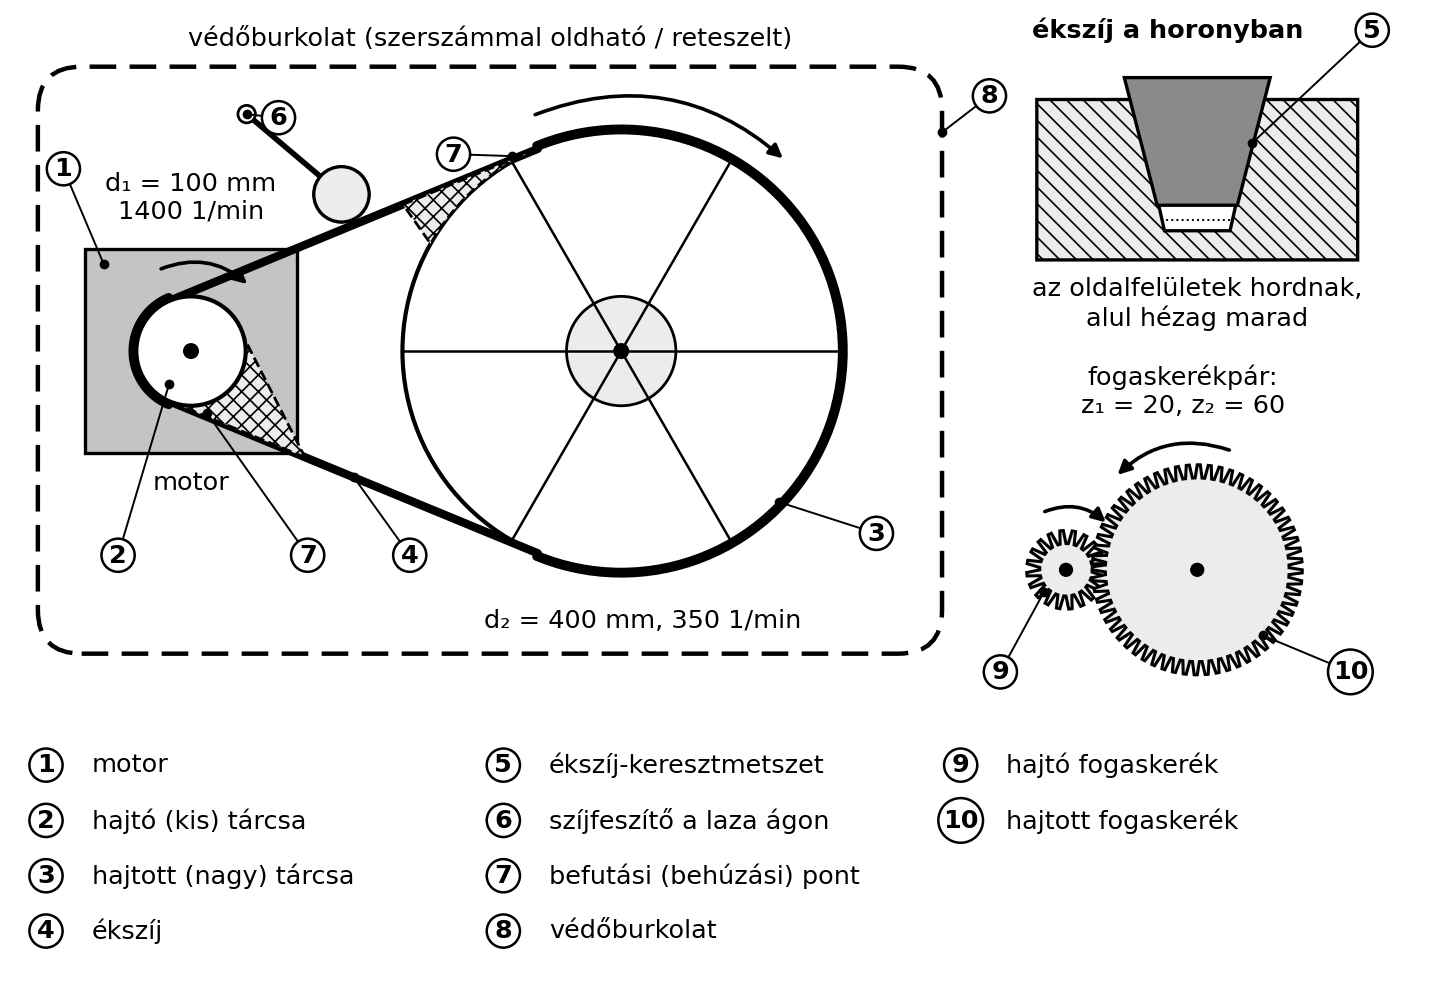 védőburkolat (szerszámmal oldható / reteszelt)
ékszíj a horonyban
5
8
6
7
1
d₁ = 100 mm
1400 1/min
az oldalfelületek hordnak,
alul hézag marad
fogaskerékpár:
z₁ = 20, z₂ = 60
motor
2
7
4
3
d₂ = 400 mm, 350 1/min
9
10
1 motor
2 hajtó (kis) tárcsa
3 hajtott (nagy) tárcsa
4 ékszíj
5 ékszíj-keresztmetszet
6 szíjfeszítő a laza ágon
7 befutási (behúzási) pont
8 védőburkolat
9 hajtó fogaskerék
10 hajtott fogaskerék